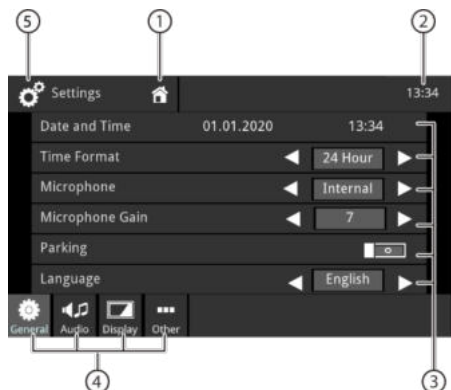 5 1 2
Settings 13:34
Date and Time 01.01.2020 13:34
Time Format 24 Hour
Microphone Internal
Microphone Gain 7
Parking
Language English
General Audio Display Other
4 3